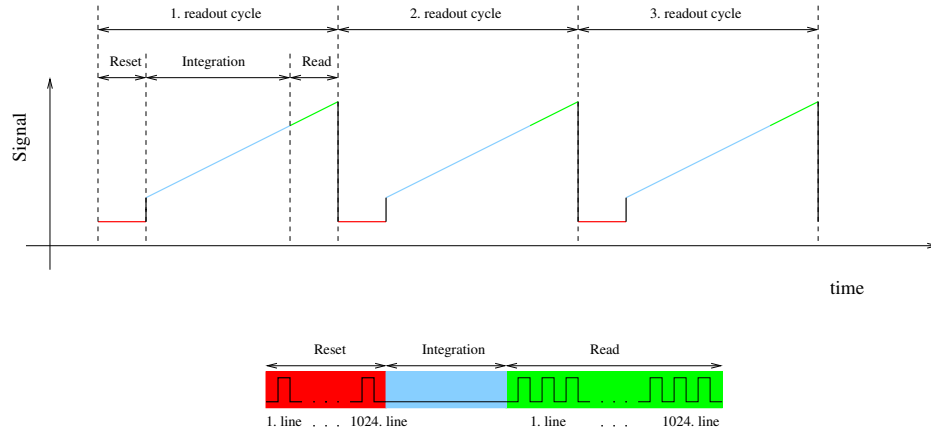 1. readout cycle 2. readout cycle 3. readout cycle
Reset Integration Read
Signal
time
Reset Integration Read
1. line . . . 1024. line 1. line . . . 1024. line